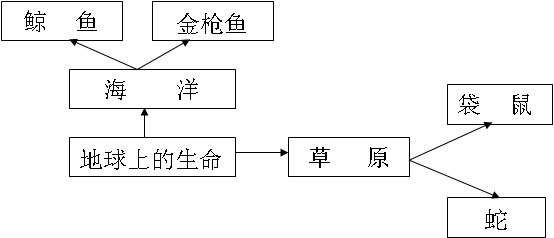 鲸 鱼
金枪鱼
海 洋
袋 鼠
地球上的生命
草 原
蛇